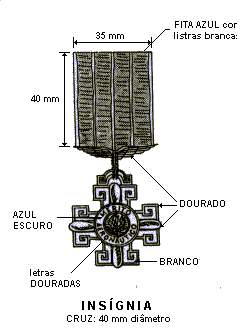 35 mm
FITA AZUL com
listras brancas
40 mm
DOURADO
AZUL
ESCURO
BRANCO
letras
DOURADAS
INSÍGNIA
CRUZ: 40 mm diâmetro